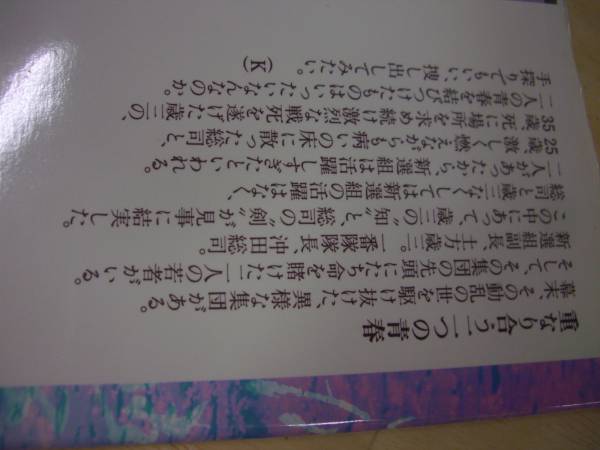 重なり合う二つの青春
幕末、その動乱の世を駆け抜けた、異様な集団がある。
そして、その集団の先頭にたち命を賭けた二人の若者がいる。
新選組副長、土方歳三。一番隊隊長、沖田総司。
この中にあって歳三の〝知〟と、総司の〝剣〟が見事に結実した。
総司と歳三なくしては新選組の活躍はなく、
二人があったから、新選組は活躍しすぎたといわれる。
25歳、激しく燃えながらも病いの床に散った総司と、
35歳、死に場所を求め続け激烈な戦死を遂げた歳三の、
二人の青春を結びつけたものはいったいなんなのか。
手探りでもいい、捜し出してみたい。
(K)